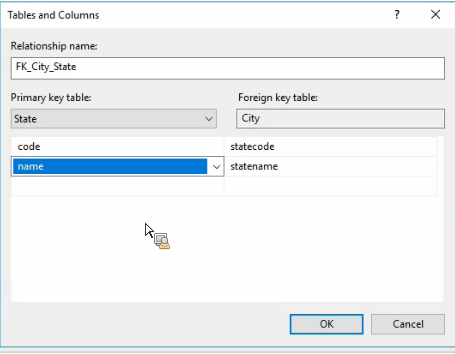 Tables and Columns ? X
Relationship name:
FK_City_State
Primary key table: Foreign key table:
State City
code statecode
name statename
OK Cancel